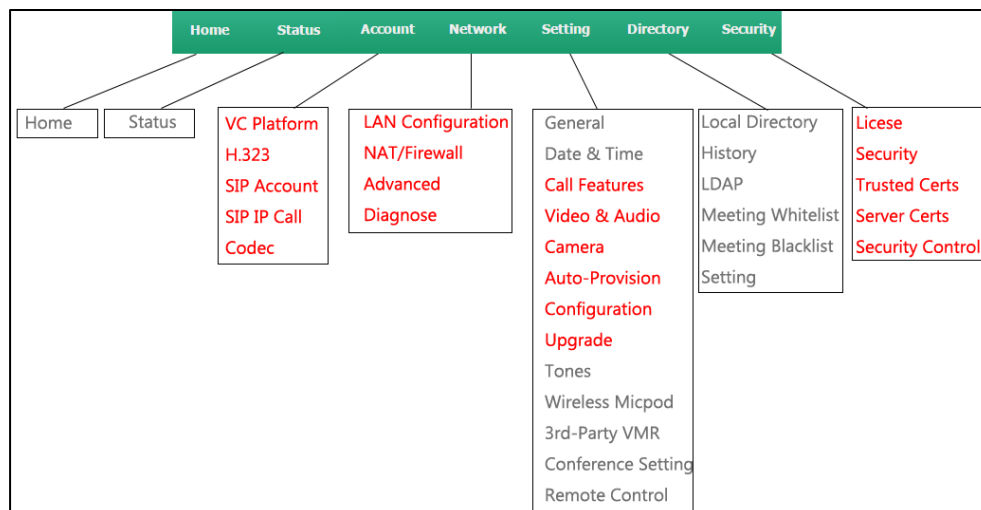 Home Status Account Network Setting Directory Security
Home
Status
VC Platform
H.323
SIP Account
SIP IP Call
Codec
LAN Configuration
NAT/Firewall
Advanced
Diagnose
General
Date & Time
Call Features
Video & Audio
Camera
Auto-Provision
Configuration
Upgrade
Tones
Wireless Micpod
3rd-Party VMR
Conference Setting
Remote Control
Local Directory
History
LDAP
Meeting Whitelist
Meeting Blacklist
Setting
Licese
Security
Trusted Certs
Server Certs
Security Control